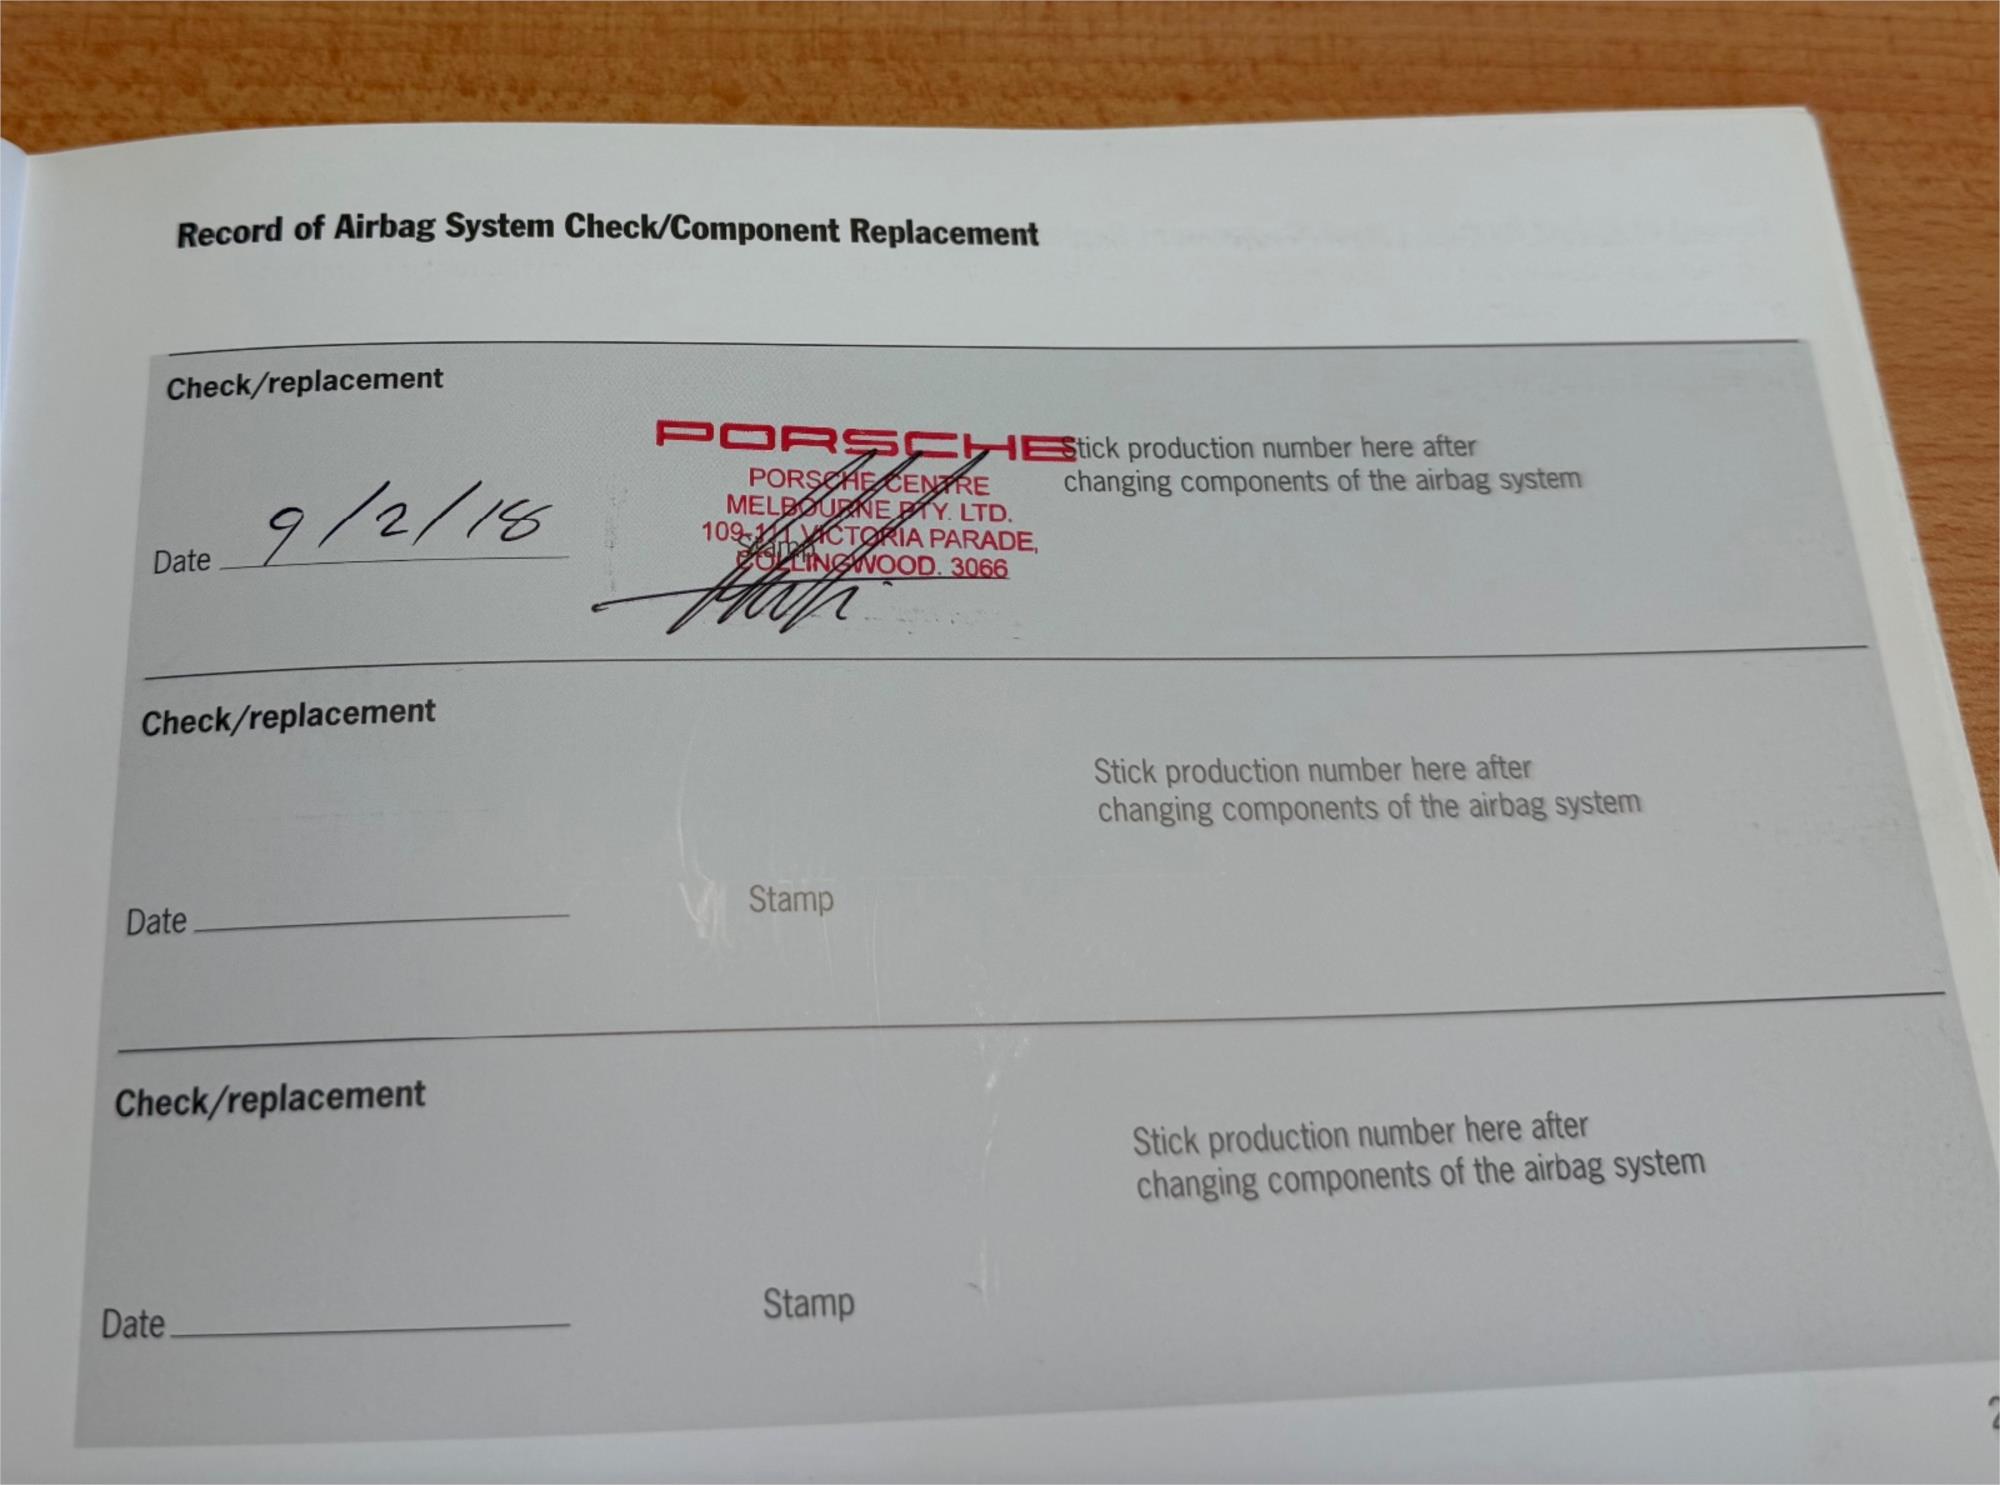 Record of Airbag System Check/Component Replacement
Check/replacement
Date 9/2/18
PORSCHE
PORSCHE CENTRE
MELBOURNE PTY. LTD.
109-111 VICTORIA PARADE,
Stamp
COLLINGWOOD. 3066
Stick production number here after
changing components of the airbag system
Check/replacement
Stick production number here after
changing components of the airbag system
Date
Stamp
Check/replacement
Stick production number here after
changing components of the airbag system
Date
Stamp